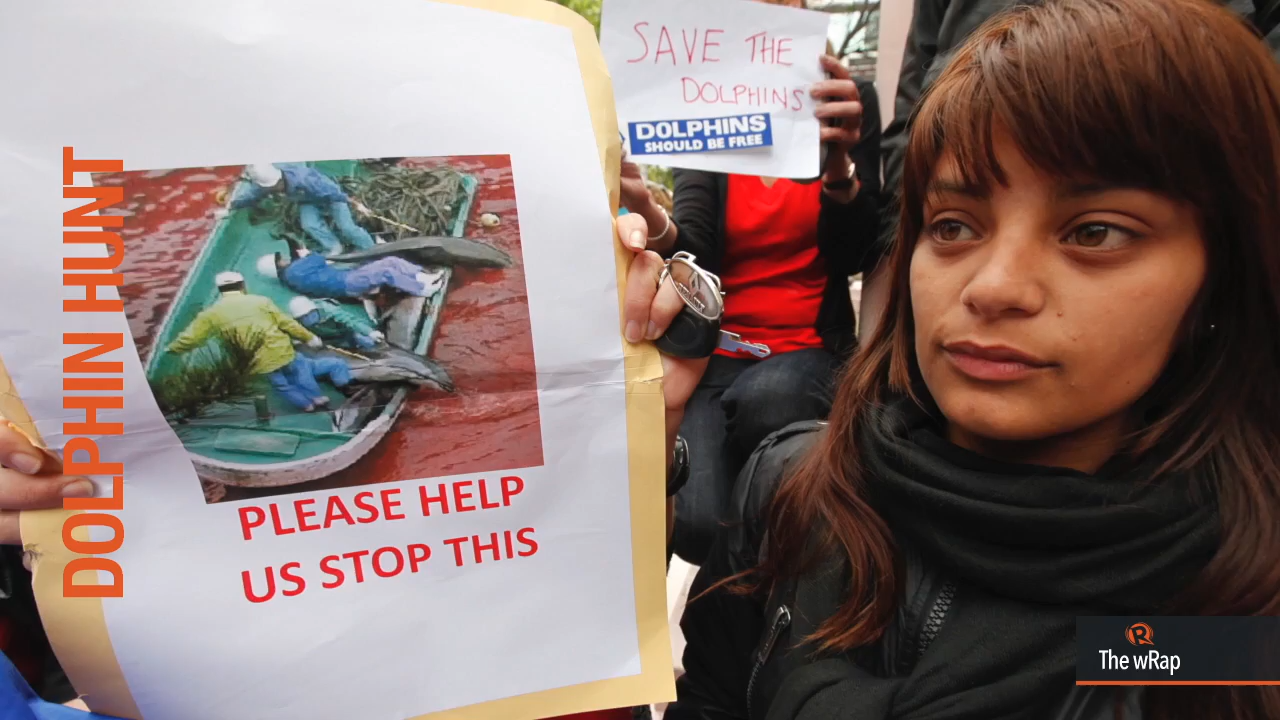 DOLPHIN HUNT
PLEASE HELP
US STOP THIS
SAVE THE
DOLPHINS
DOLPHINS
SHOULD BE FREE
R
The wRap